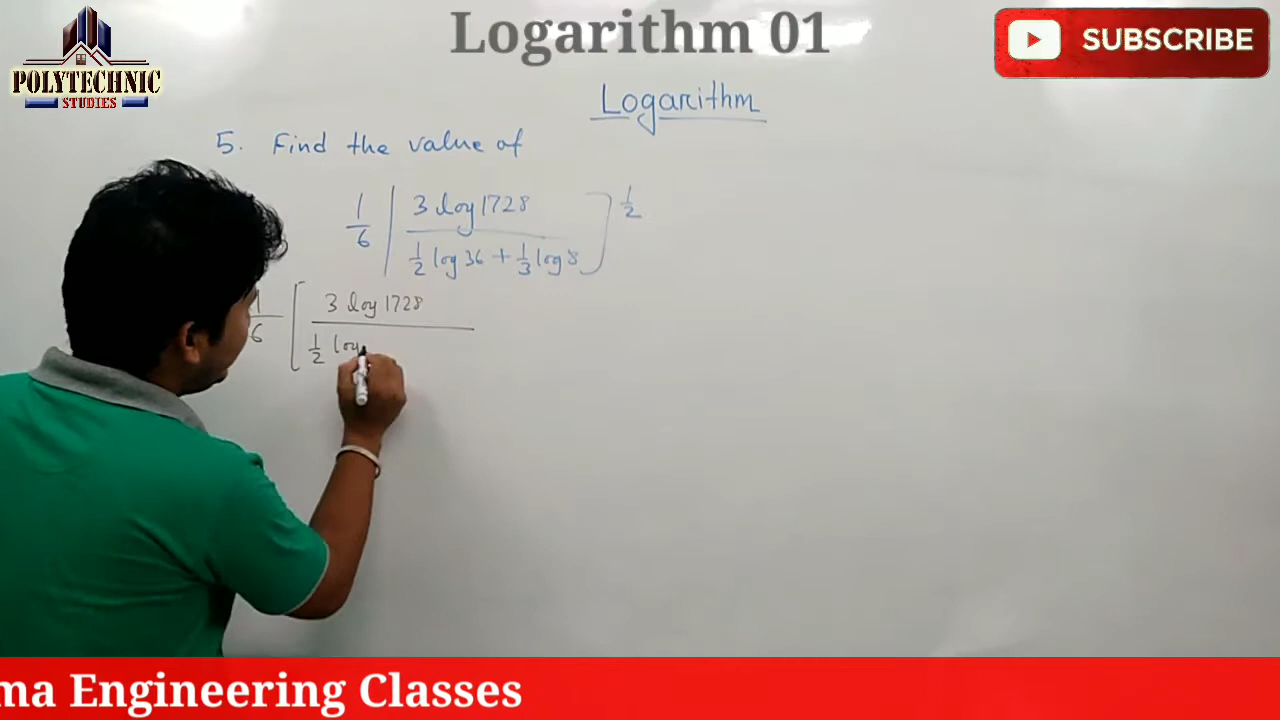 Logarithm 01
SUBSCRIBE
POLYTECHNIC
STUDIES
Logarithm
5. Find the value of
1/6 [ 3 log 1728 / 1/2 log 36 + 1/3 log 8 ] 1/2
1/6 [ 3 log 1728 / 1/2 log
ma Engineering Classes